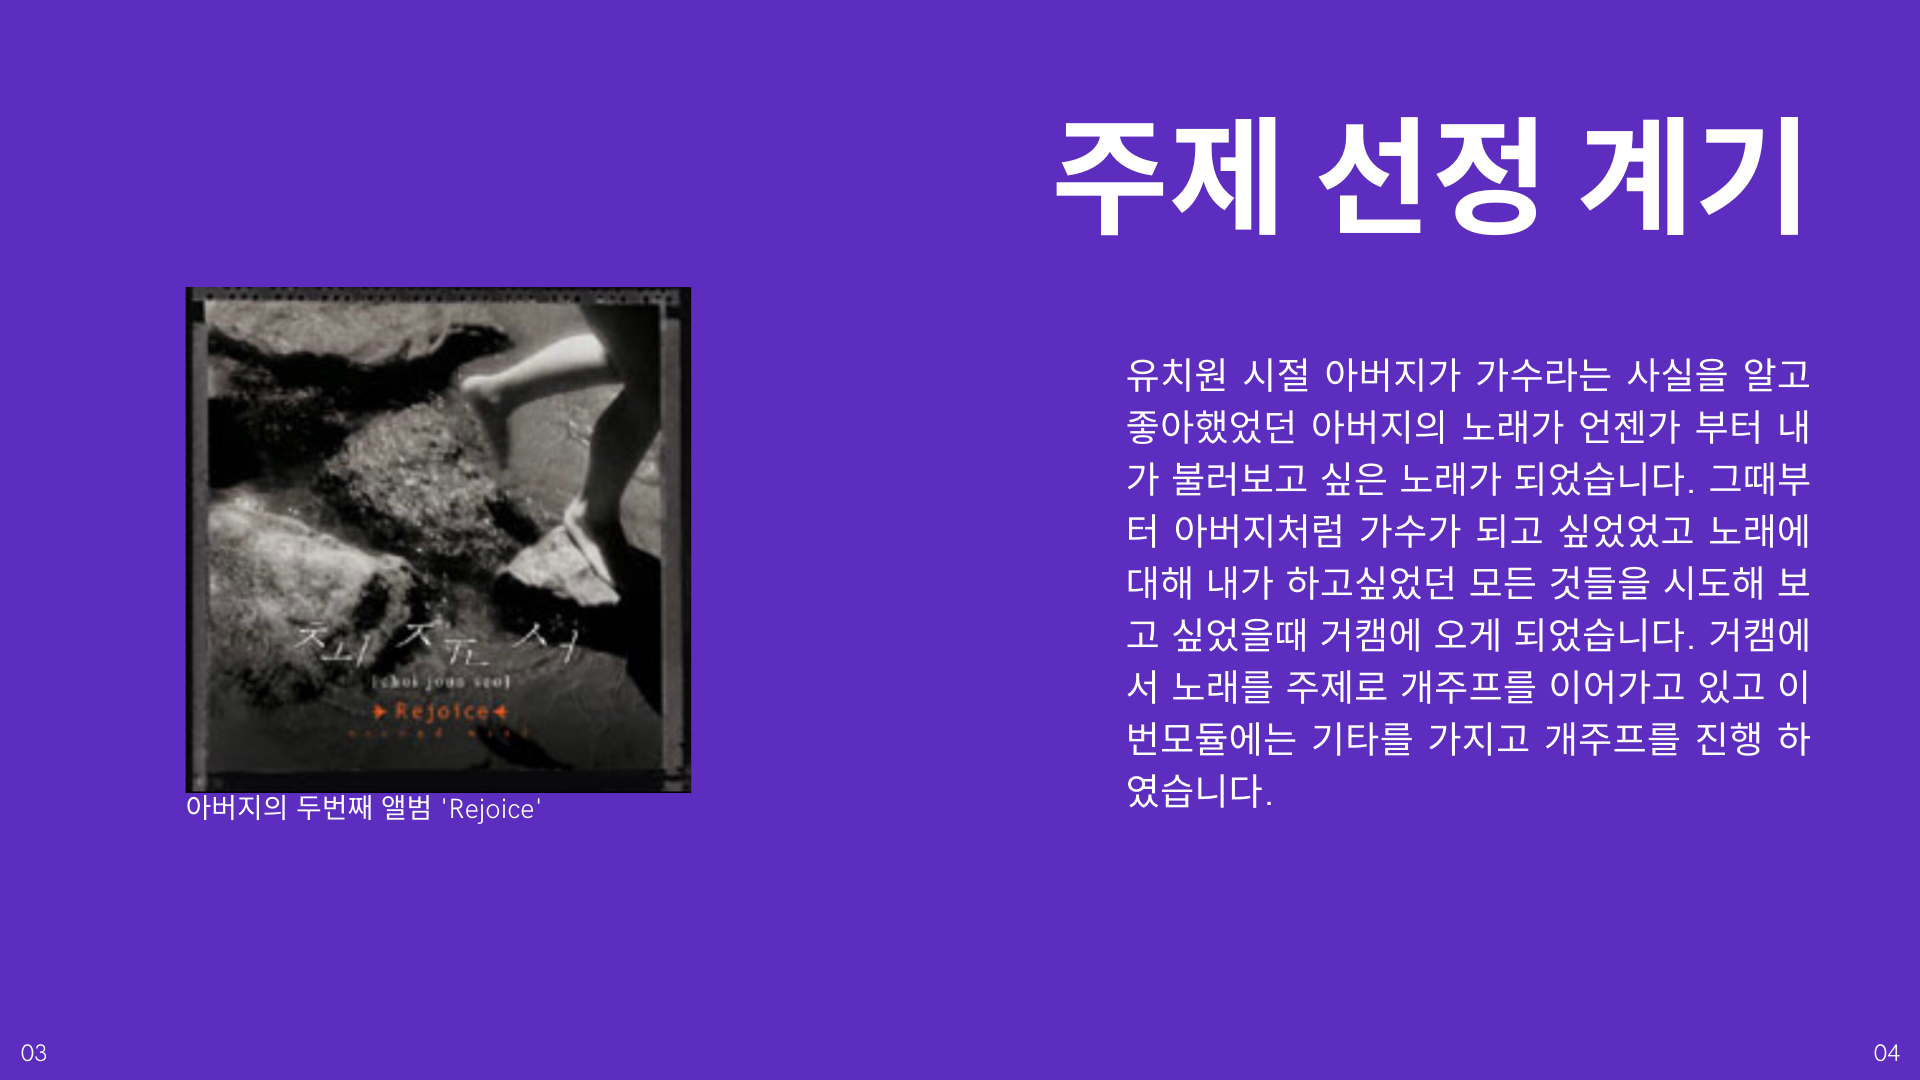 주제 선정 계기
최 준 서
[choi joon seo]
Rejoice
아버지의 두번째 앨범 'Rejoice'
유치원 시절 아버지가 가수라는 사실을 알고
좋아했었던 아버지의 노래가 언젠가 부터 내
가 불러보고 싶은 노래가 되었습니다. 그때부
터 아버지처럼 가수가 되고 싶었었고 노래에
대해 내가 하고싶었던 모든 것들을 시도해 보
고 싶었을때 거캠에 오게 되었습니다. 거캠에
서 노래를 주제로 개주프를 이어가고 있고 이
번모듈에는 기타를 가지고 개주프를 진행 하
였습니다.
03
04